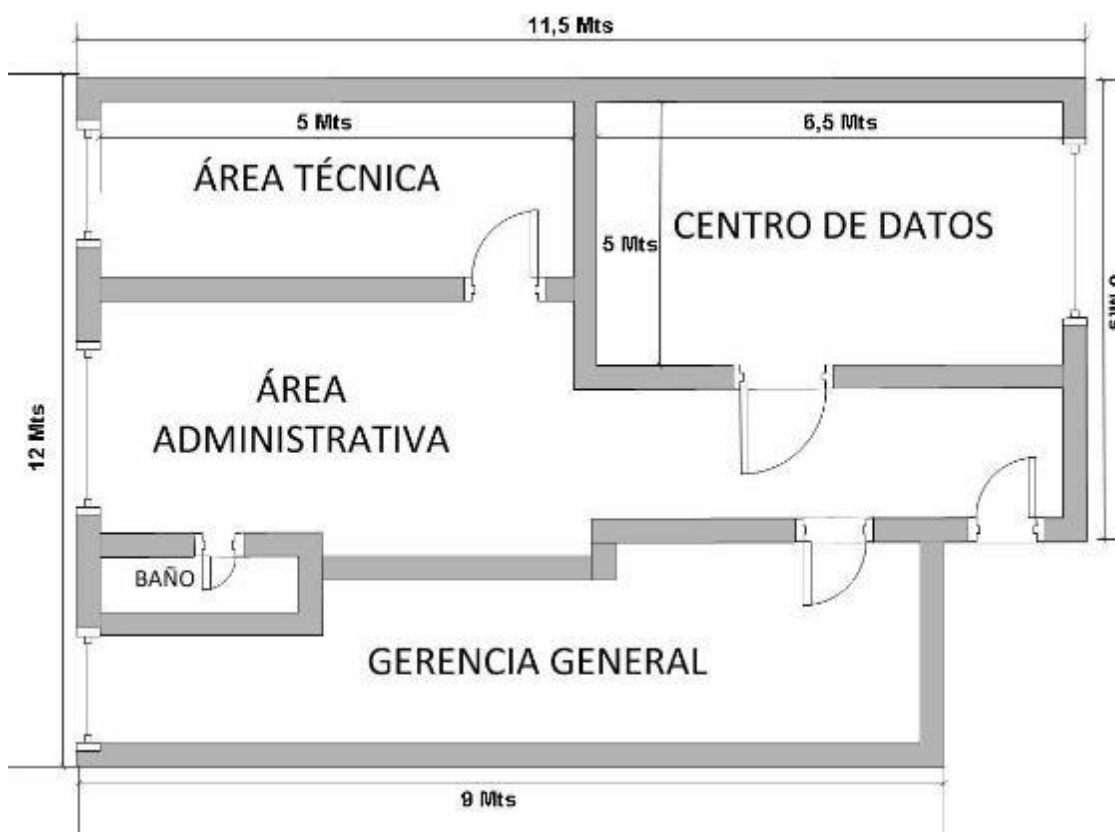 11,5 Mts
5 Mts
6,5 Mts
ÁREA TÉCNICA
CENTRO DE DATOS
5 Mts
ÁREA
ADMINISTRATIVA
12 Mts
BAÑO
GERENCIA GENERAL
9 Mts